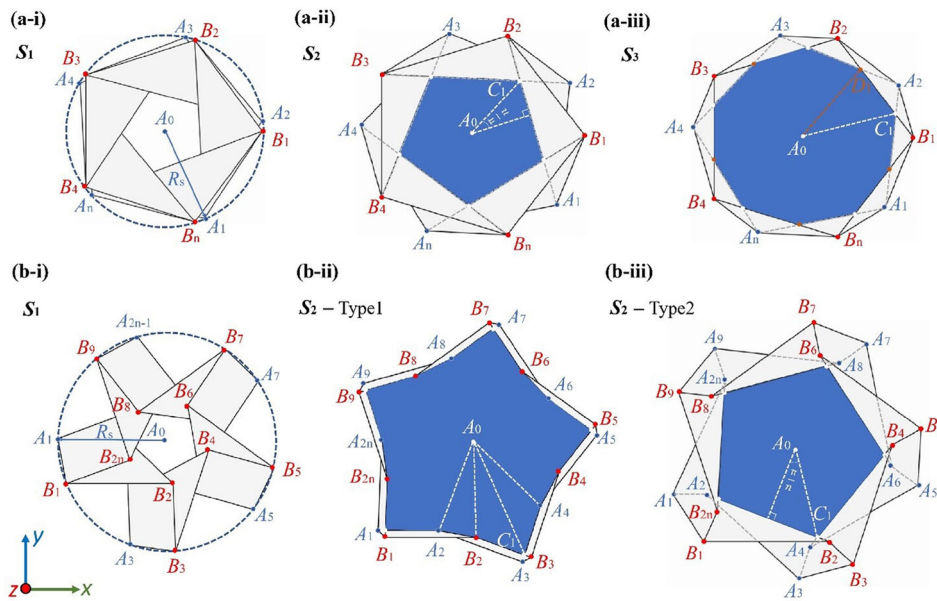 (a-i)
S1
A3
B2
B3
A4
A0
A2
B1
Rs
B4
An
Bn
A1
(a-ii)
S2
A3
B2
B3
A2
C1
π/n
A0
A4
B1
B4
A1
An
Bn
(a-iii)
S3
A3
B2
B3
A2
D1
C1
A4
A0
B1
B4
A1
An
Bn
(b-i)
S1
A2n-1
B9
B7
A7
B8
B6
A1
Rs
A0
B4
B2n
B5
B1
B2
A5
A3
B3
y
z
x
(b-ii)
S2 – Type1
B7
A7
A8
B8
B6
A9
B9
A6
A0
B5
A5
A2n
B4
B2n
A4
A1
A2
C1
B1
B2
B3
A3
(b-iii)
S2 – Type2
B7
A9
B6
A7
A8
A2n
B9
B8
B4
A0
π/n
A6
A5
A1
A2
B2n
C1
B1
A4
B2
B3
A3